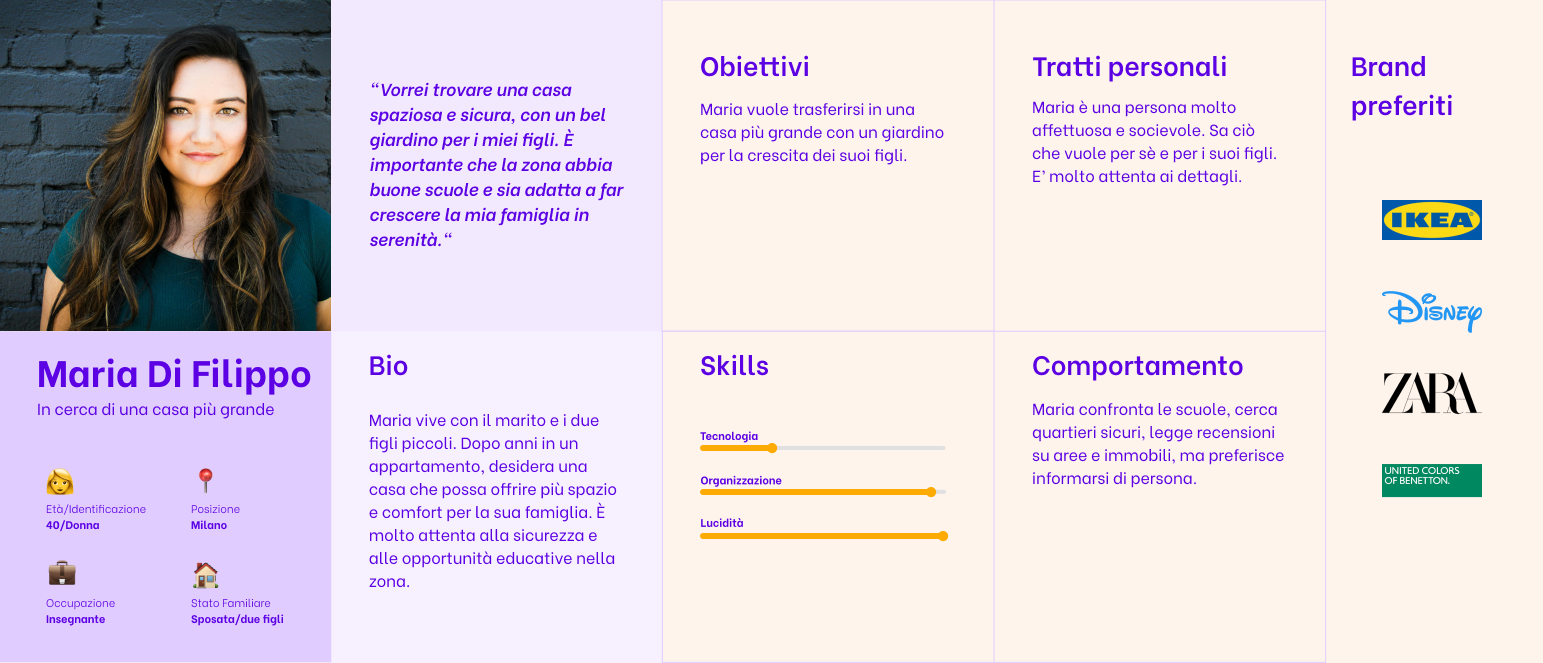 “Vorrei trovare una casa
spaziosa e sicura, con un bel
giardino per i miei figli. È
importante che la zona abbia
buone scuole e sia adatta a far
crescere la mia famiglia in
serenità.“
Obiettivi
Maria vuole trasferirsi in una
casa più grande con un giardino
per la crescita dei suoi figli.
Tratti personali
Maria è una persona molto
affettuosa e socievole. Sa ciò
che vuole per sè e per i suoi figli.
E’ molto attenta ai dettagli.
Brand
preferiti
IKEA
DISNEY
ZARA
UNITED COLORS
OF BENETTON.
Maria Di Filippo
In cerca di una casa più grande
Età/Identificazione
40/Donna
Posizione
Milano
Occupazione
Insegnante
Stato Familiare
Sposata/due figli
Bio
Maria vive con il marito e i due
figli piccoli. Dopo anni in un
appartamento, desidera una
casa che possa offrire più spazio
e comfort per la sua famiglia. È
molto attenta alla sicurezza e
alle opportunità educative nella
zona.
Skills
Tecnologia
Organizzazione
Lucidità
Comportamento
Maria confronta le scuole, cerca
quartieri sicuri, legge recensioni
su aree e immobili, ma preferisce
informarsi di persona.